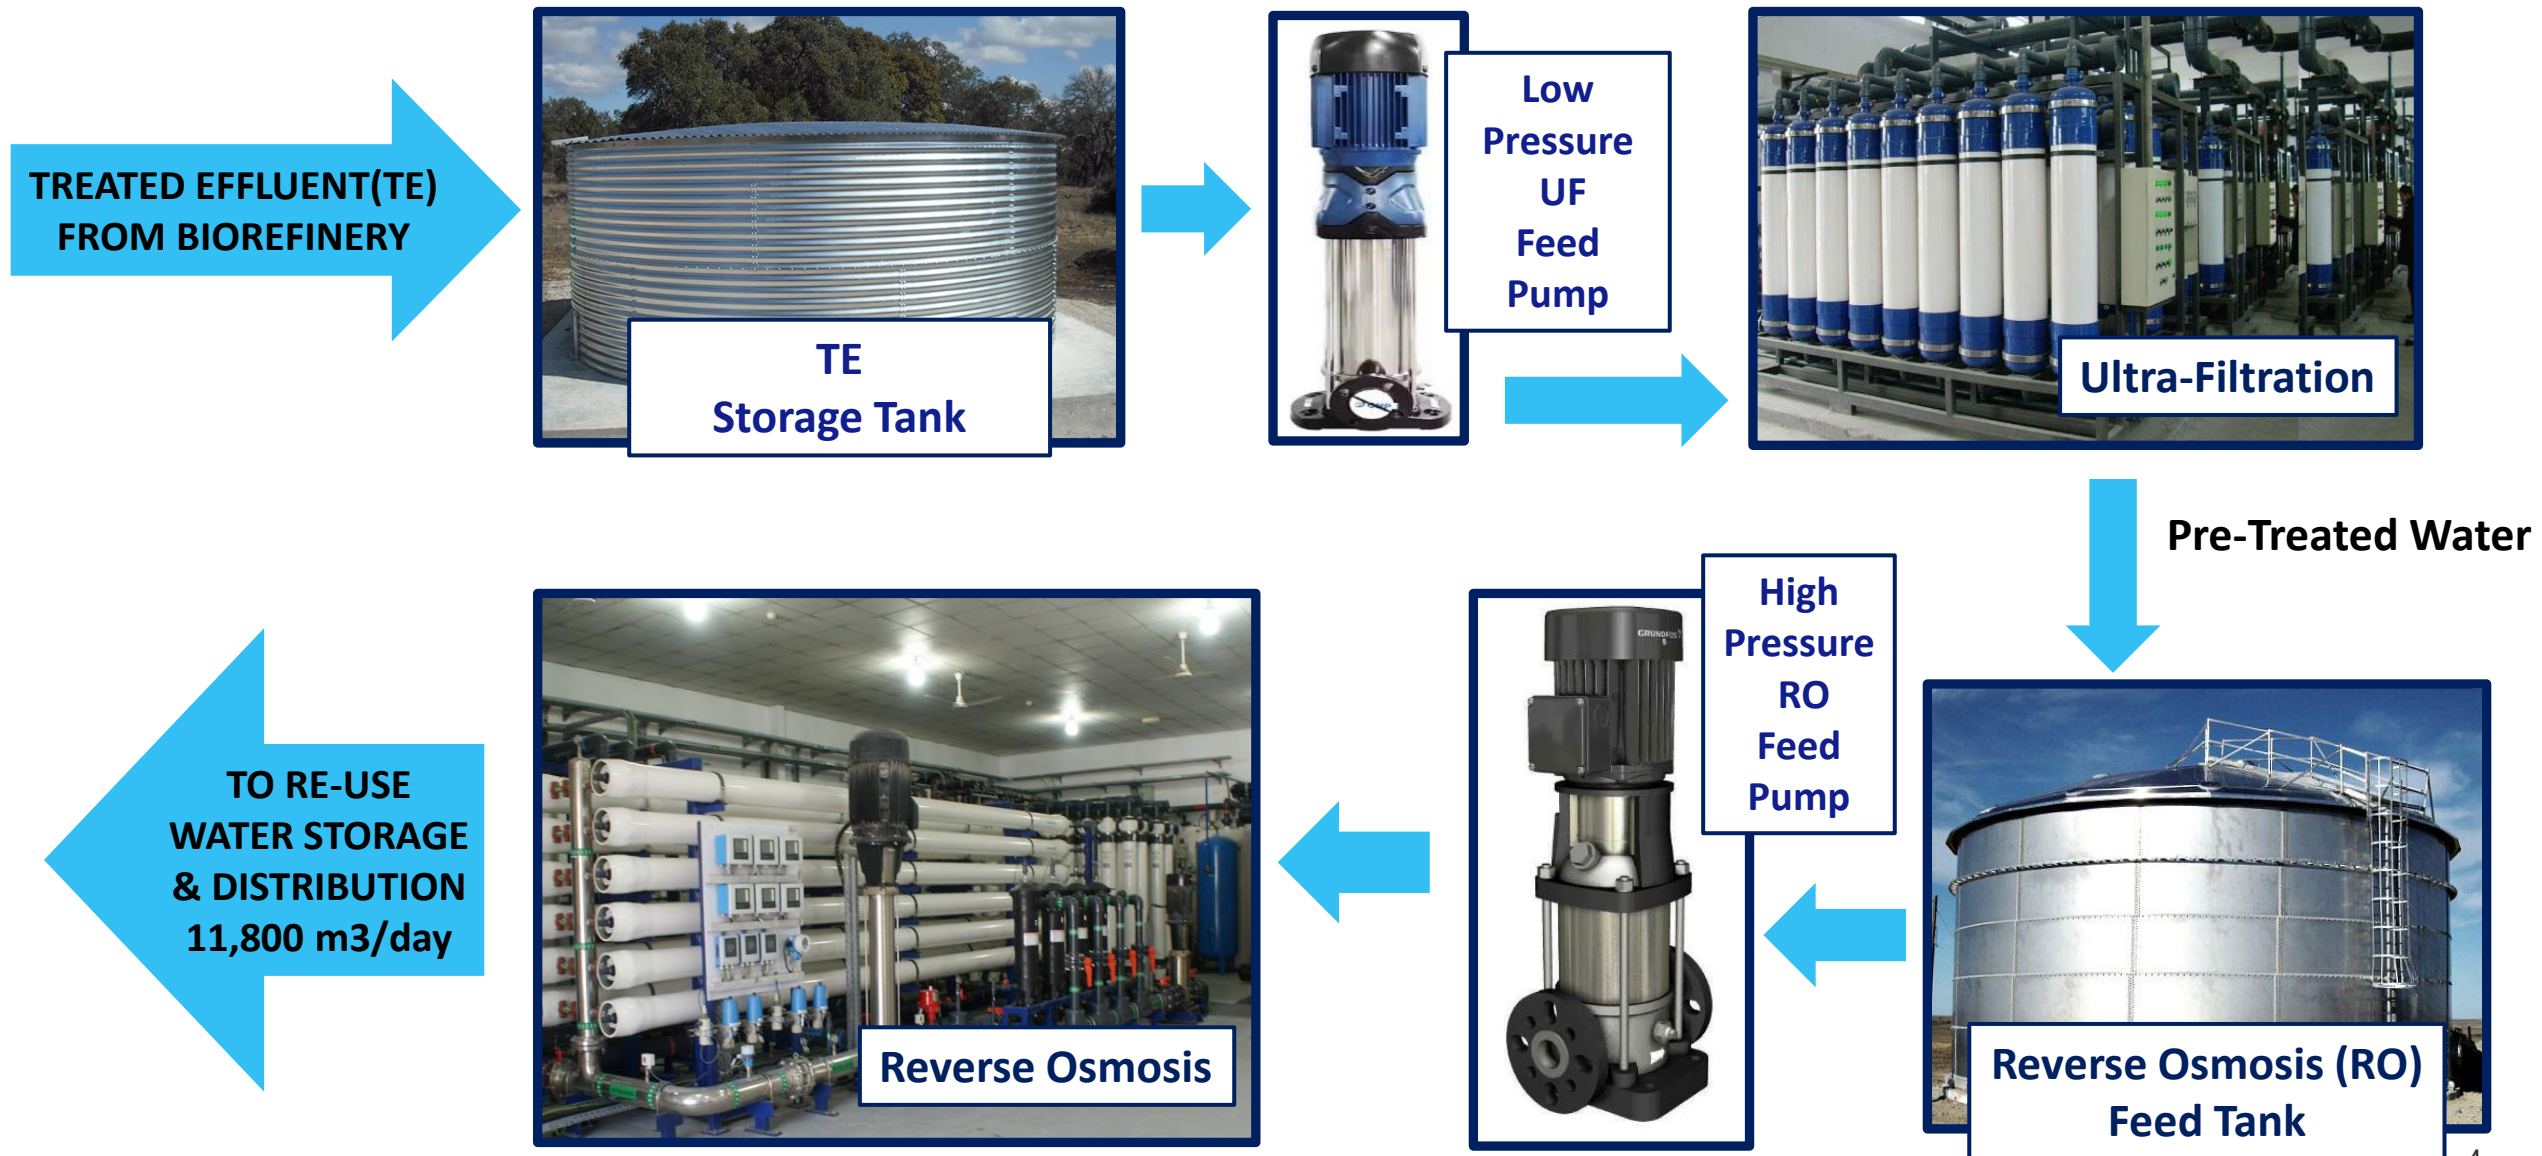 TREATED EFFLUENT(TE)
FROM BIOREFINERY
TE
Storage Tank
Low
Pressure
UF
Feed
Pump
Ultra-Filtration
Pre-Treated Water
High
Pressure
RO
Feed
Pump
GRUNDFOS
Reverse Osmosis (RO)
Feed Tank
Reverse Osmosis
TO RE-USE
WATER STORAGE
& DISTRIBUTION
11,800 m3/day